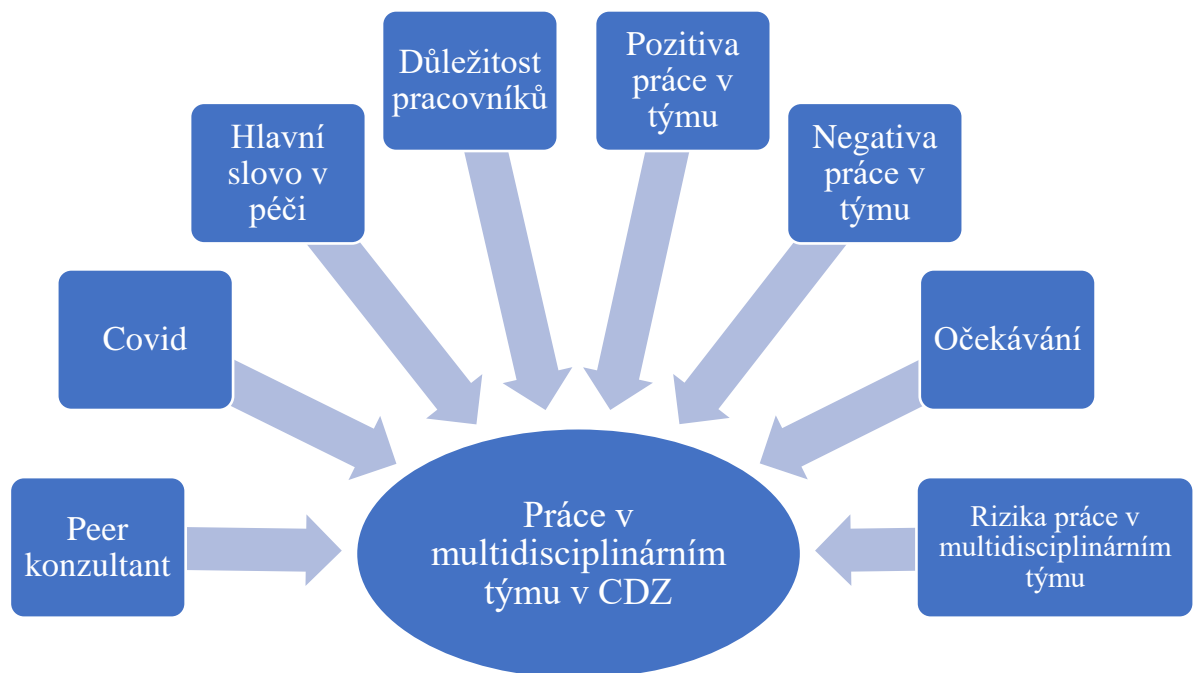 Důležitost
pracovníků
Pozitiva
práce v
týmu
Hlavní
slovo v
péči
Negativa
práce v
týmu
Covid
Očekávání
Peer
konzultant
Práce v
multidisciplinárním
týmu v CDZ
Rizika práce v
multidisciplinárním
týmu